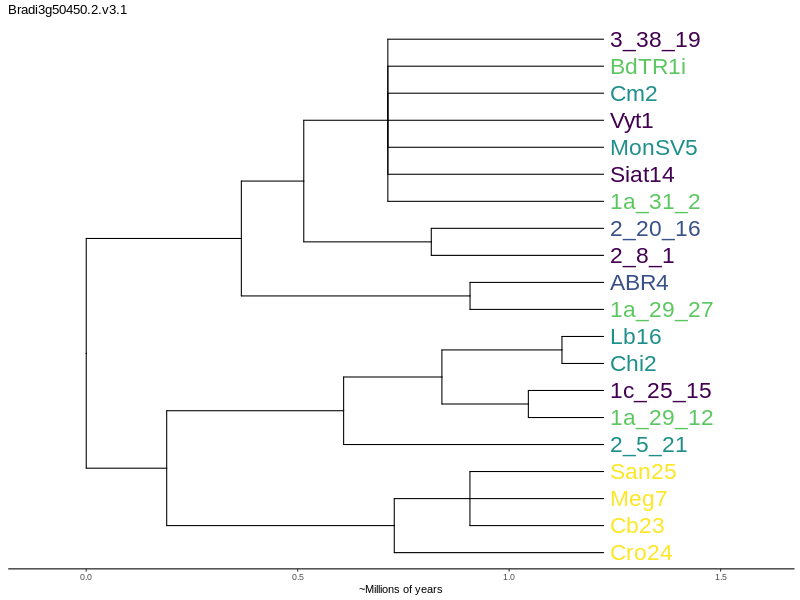 Bradi3g50450.2.v3.1
3_38_19
BdTR1i
Cm2
Vyt1
MonSV5
Siat14
1a_31_2
2_20_16
2_8_1
ABR4
1a_29_27
Lb16
Chi2
1c_25_15
1a_29_12
2_5_21
San25
Meg7
Cb23
Cro24
0.0 0.5 1.0 1.5
~Millions of years